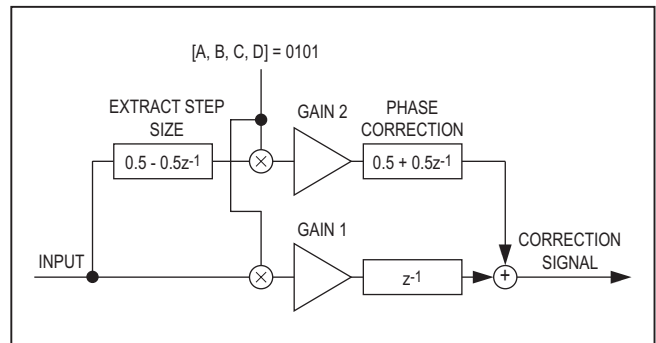 [A, B, C, D] = 0101
EXTRACT STEP
SIZE
GAIN 2
PHASE
CORRECTION
0.5 - 0.5z-1
×
0.5 + 0.5z-1
GAIN 1
INPUT
×
z-1
+
CORRECTION
SIGNAL